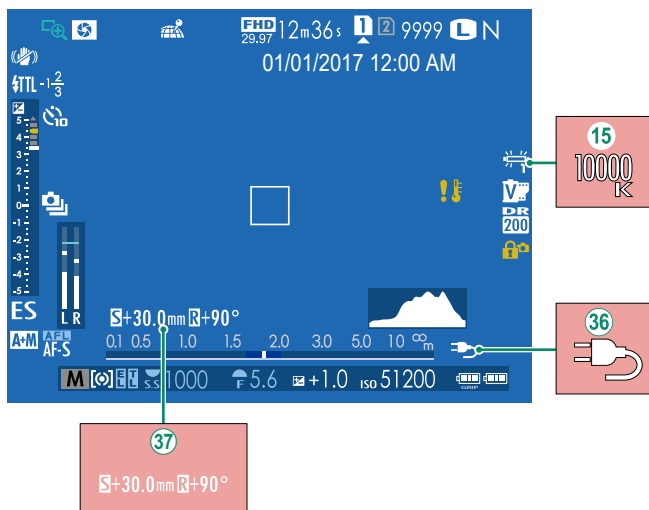 FHD 29.97 12m36s 1 2 9999 L N
01/01/2017 12:00 AM
TTL -1 2/3
10
5
4
3
2
1
0
-1
-2
-3
-4
-5
L R
1
V
DR 200
ES
S+30.0mm R+90°
A+M AFL AF-S
0.1 0.5 1.0 1.5 2.0 3.0 5.0 10 ∞ m
M EL TL S.S. 1000 F 5.6 +1.0 ISO 51200 GRIP
15
10000 K
36
37
S+30.0mm R+90°